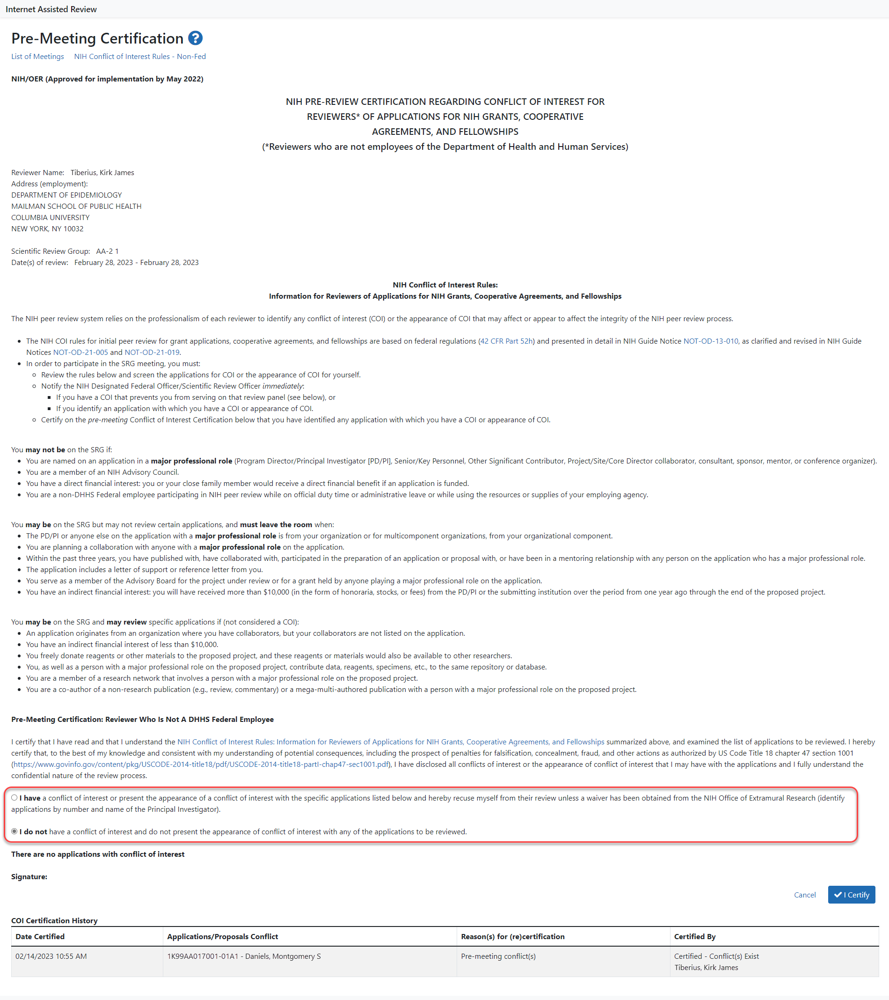 Internet Assisted Review
Pre-Meeting Certification ?
List of Meetings NIH Conflict of Interest Rules - Non-Fed
NIH/OER (Approved for implementation by May 2022)
NIH PRE-REVIEW CERTIFICATION REGARDING CONFLICT OF INTEREST FOR
REVIEWERS* OF APPLICATIONS FOR NIH GRANTS, COOPERATIVE
AGREEMENTS, AND FELLOWSHIPS
(*Reviewers who are not employees of the Department of Health and Human Services)
Reviewer Name: Tiberius, Kirk James
Address (employment):
DEPARTMENT OF EPIDEMIOLOGY
MAILMAN SCHOOL OF PUBLIC HEALTH
COLUMBIA UNIVERSITY
NEW YORK, NY 10032
Scientific Review Group: AA-2 1
Date(s) of review: February 28, 2023 - February 28, 2023
NIH Conflict of Interest Rules:
Information for Reviewers of Applications for NIH Grants, Cooperative Agreements, and Fellowships
The NIH peer review system relies on the professionalism of each reviewer to identify any conflict of interest (COI) or the appearance of COI that may affect or appear to affect the integrity of the NIH peer review process.
• The NIH COI rules for initial peer review for grant applications, cooperative agreements, and fellowships are based on federal regulations (42 CFR Part 52h) and presented in detail in NIH Guide Notice NOT-OD-13-010, as clarified and revised in NIH Guide
Notices NOT-OD-21-005 and NOT-OD-21-019.
• In order to participate in the SRG meeting, you must:
◦ Review the rules below and screen the applications for COI or the appearance of COI for yourself.
◦ Notify the NIH Designated Federal Officer/Scientific Review Officer immediately:
▪ If you have a COI that prevents you from serving on that review panel (see below), or
▪ If you identify an application with which you have a COI or appearance of COI.
◦ Certify on the pre-meeting Conflict of Interest Certification below that you have identified any application with which you have a COI or appearance of COI.
You may not be on the SRG if:
• You are named on an application in a major professional role (Program Director/Principal Investigator [PD/PI], Senior/Key Personnel, Other Significant Contributor, Project/Site/Core Director collaborator, consultant, sponsor, mentor, or conference organizer).
• You are a member of an NIH Advisory Council.
• You have a direct financial interest: you or your close family member would receive a direct financial benefit if an application is funded.
• You are a non-DHHS Federal employee participating in NIH peer review while on official duty time or administrative leave or while using the resources or supplies of your employing agency.
You may be on the SRG but may not review certain applications, and must leave the room when:
• The PD/PI or anyone else on the application with a major professional role is from your organization or for multicomponent organizations, from your organizational component.
• You are planning a collaboration with anyone with a major professional role on the application.
• Within the past three years, you have published with, have collaborated with, participated in the preparation of an application or proposal with, or have been in a mentoring relationship with any person on the application who has a major professional role.
• The application includes a letter of support or reference letter from you.
• You serve as a member of the Advisory Board for the project under review or for a grant held by anyone playing a major professional role on the application.
• You have an indirect financial interest: you will have received more than $10,000 (in the form of honoraria, stocks, or fees) from the PD/PI or the submitting institution over the period from one year ago through the end of the proposed project.
You may be on the SRG and may review specific applications if (not considered a COI):
• An application originates from an organization where you have collaborators, but your collaborators are not listed on the application.
• You have an indirect financial interest of less than $10,000.
• You freely donate reagents or other materials to the proposed project, and these reagents or materials would also be available to other researchers.
• You, as well as a person with a major professional role on the proposed project, contribute data, reagents, specimens, etc., to the same repository or database.
• You are a member of a research network that involves a person with a major professional role on the proposed project.
• You are a co-author of a non-research publication (e.g., review, commentary) or a mega-multi-authored publication with a person with a major professional role on the proposed project.
Pre-Meeting Certification: Reviewer Who Is Not A DHHS Federal Employee
I certify that I have read and that I understand the NIH Conflict of Interest Rules: Information for Reviewers of Applications for NIH Grants, Cooperative Agreements, and Fellowships summarized above, and examined the list of applications to be reviewed. I hereby
certify that, to the best of my knowledge and consistent with my understanding of potential consequences, including the prospect of penalties for falsification, concealment, fraud, and other actions as authorized by US Code Title 18 chapter 47 section 1001
(https://www.govinfo.gov/content/pkg/USCODE-2014-title18/pdf/USCODE-2014-title18-partI-chap47-sec1001.pdf), I have disclosed all conflicts of interest or the appearance of conflict of interest that I may have with the applications and I fully understand the
confidential nature of the review process.
I have a conflict of interest or present the appearance of a conflict of interest with the specific applications listed below and hereby recuse myself from their review unless a waiver has been obtained from the NIH Office of Extramural Research (identify
applications by number and name of the Principal Investigator).
I do not have a conflict of interest and do not present the appearance of conflict of interest with any of the applications to be reviewed.
There are no applications with conflict of interest
Signature:
Cancel I Certify
COI Certification History
Date Certified Applications/Proposals Conflict Reason(s) for (re)certification Certified By
02/14/2023 10:55 AM 1K99AA017001-01A1 - Daniels, Montgomery S Pre-meeting conflict(s) Certified - Conflict(s) Exist
Tiberius, Kirk James